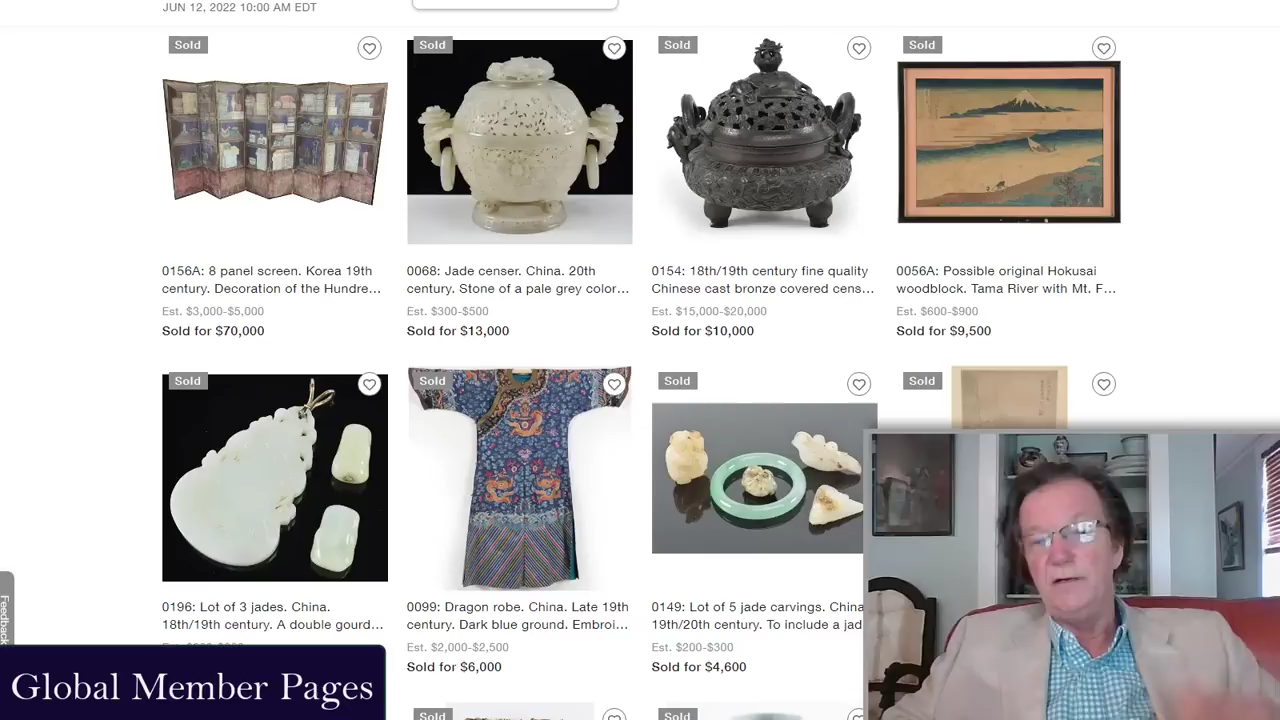 JUN 12, 2022 10:00 AM EDT
Sold
Sold
Sold
Sold
0156A: 8 panel screen. Korea 19th
century. Decoration of the Hundre...
Est. $3,000-$5,000
Sold for $70,000
0068: Jade censer. China. 20th
century. Stone of a pale grey color...
Est. $300-$500
Sold for $13,000
0154: 18th/19th century fine quality
Chinese cast bronze covered cens...
Est. $15,000-$20,000
Sold for $10,000
0056A: Possible original Hokusai
woodblock. Tama River with Mt. F...
Est. $600-$900
Sold for $9,500
Sold
Sold
Sold
Sold
0196: Lot of 3 jades. China.
18th/19th century. A double gourd...
0099: Dragon robe. China. Late 19th
century. Dark blue ground. Embroi...
Est. $2,000-$2,500
Sold for $6,000
0149: Lot of 5 jade carvings. China
19th/20th century. To include a jad
Est. $200-$300
Sold for $4,600
Feedback
Global Member Pages
Sold
Sold